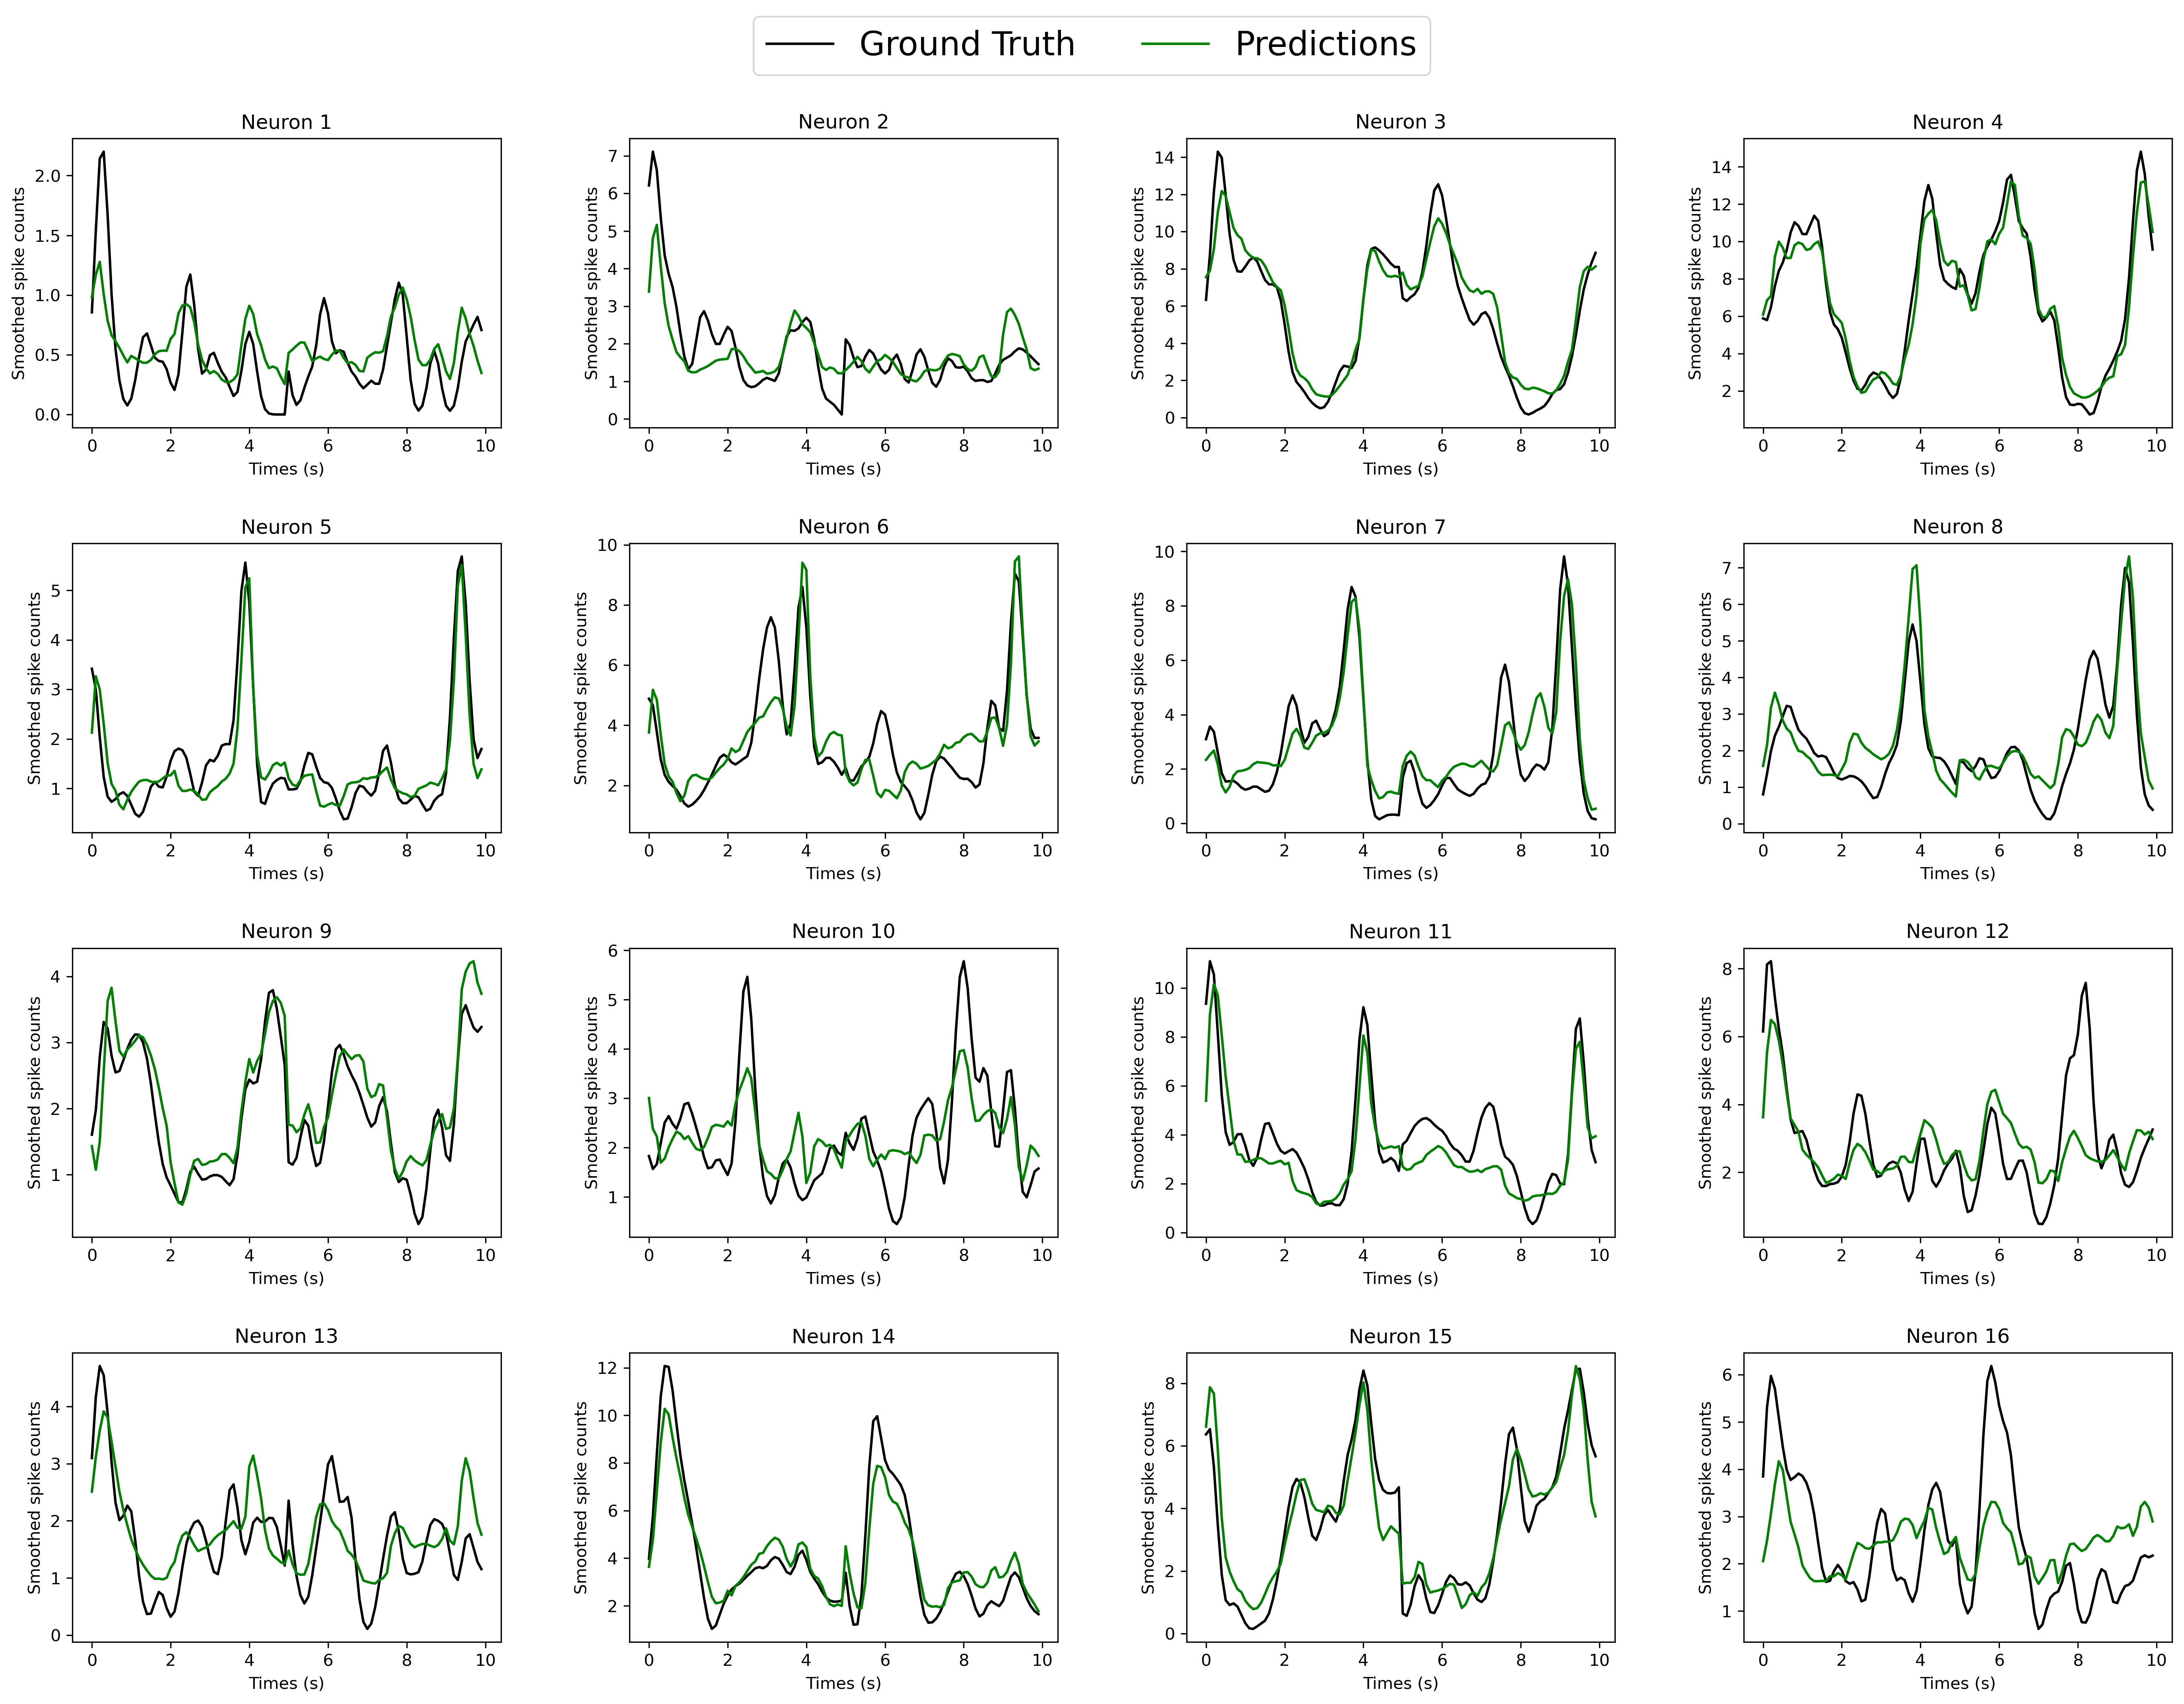 Ground Truth Predictions
Neuron 1 Neuron 2 Neuron 3 Neuron 4
Smoothed spike counts Smoothed spike counts Smoothed spike counts Smoothed spike counts
2.0 1.5 1.0 0.5 0.0
7 6 5 4 3 2 1 0
14 12 10 8 6 4 2 0
14 12 10 8 6 4 2
0 2 4 6 8 10 0 2 4 6 8 10 0 2 4 6 8 10 0 2 4 6 8 10
Times (s) Times (s) Times (s) Times (s)
Neuron 5 Neuron 6 Neuron 7 Neuron 8
Smoothed spike counts Smoothed spike counts Smoothed spike counts Smoothed spike counts
5 4 3 2 1
10 8 6 4 2
10 8 6 4 2 0
7 6 5 4 3 2 1 0
0 2 4 6 8 10 0 2 4 6 8 10 0 2 4 6 8 10 0 2 4 6 8 10
Times (s) Times (s) Times (s) Times (s)
Neuron 9 Neuron 10 Neuron 11 Neuron 12
Smoothed spike counts Smoothed spike counts Smoothed spike counts Smoothed spike counts
4 3 2 1
6 5 4 3 2 1
10 8 6 4 2 0
8 6 4 2
0 2 4 6 8 10 0 2 4 6 8 10 0 2 4 6 8 10 0 2 4 6 8 10
Times (s) Times (s) Times (s) Times (s)
Neuron 13 Neuron 14 Neuron 15 Neuron 16
Smoothed spike counts Smoothed spike counts Smoothed spike counts Smoothed spike counts
4 3 2 1 0
12 10 8 6 4 2
8 6 4 2 0
6 5 4 3 2 1
0 2 4 6 8 10 0 2 4 6 8 10 0 2 4 6 8 10 0 2 4 6 8 10
Times (s) Times (s) Times (s) Times (s)